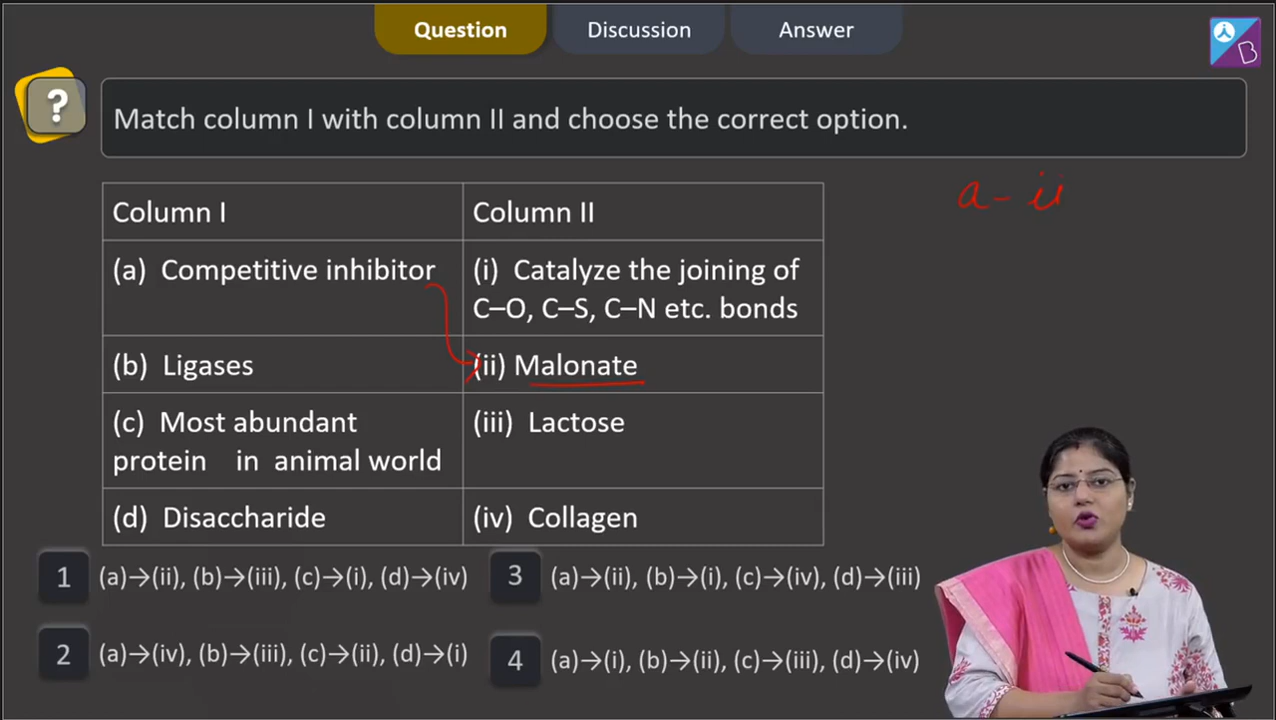 Question Discussion Answer
B
?
Match column I with column II and choose the correct option.
a - ii
Column I Column II
(a) Competitive inhibitor (i) Catalyze the joining of
C–O, C–S, C–N etc. bonds
(b) Ligases (ii) Malonate
(c) Most abundant (iii) Lactose
protein in animal world
(d) Disaccharide (iv) Collagen
1 (a)→(ii), (b)→(iii), (c)→(i), (d)→(iv) 3 (a)→(ii), (b)→(i), (c)→(iv), (d)→(iii)
2 (a)→(iv), (b)→(iii), (c)→(ii), (d)→(i) 4 (a)→(i), (b)→(ii), (c)→(iii), (d)→(iv)